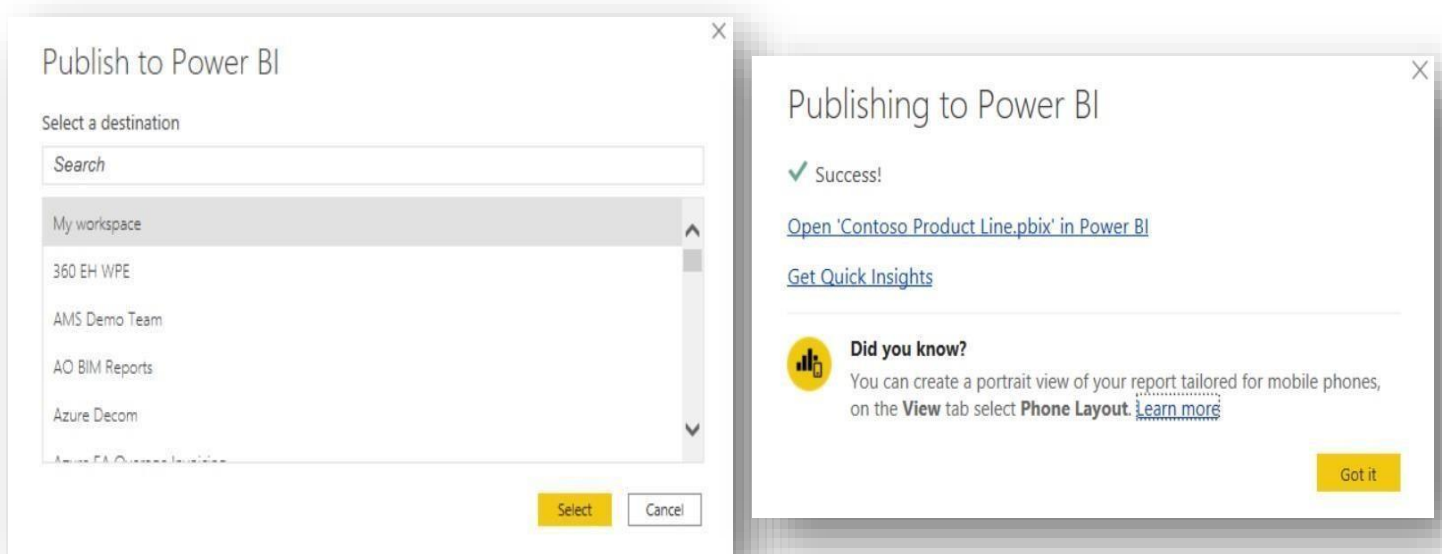 Publish to Power BI
Select a destination
Search
My workspace
360 EH WPE
AMS Demo Team
AO BIM Reports
Azure Decom
Select
Cancel
Publishing to Power BI
Success!
Open 'Contoso Product Line.pbix' in Power BI
Get Quick Insights
Did you know?
You can create a portrait view of your report tailored for mobile phones,
on the View tab select Phone Layout. Learn more
Got it